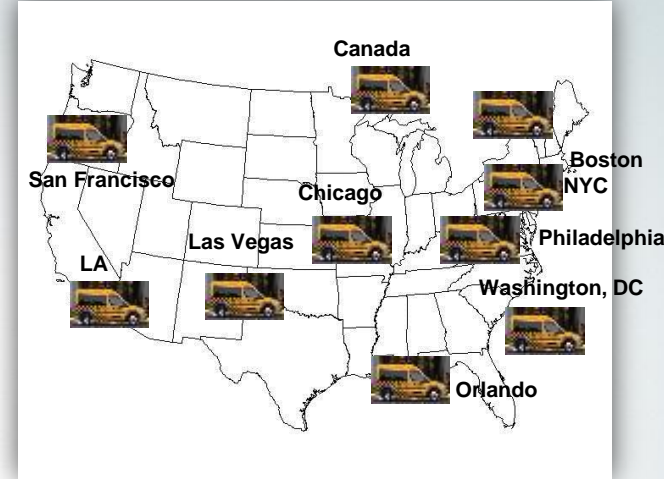 Canada
Boston
San Francisco
NYC
Chicago
Las Vegas
Philadelphia
LA
Washington, DC
Orlando